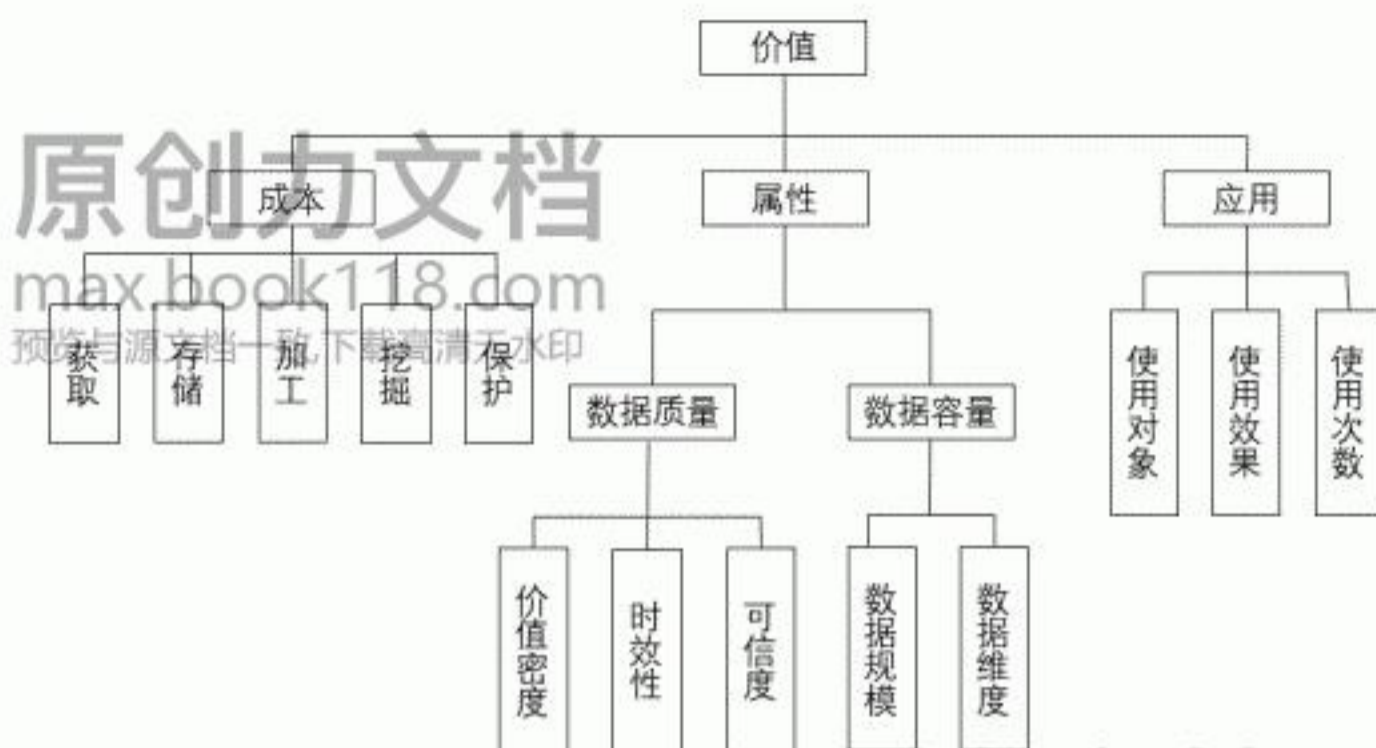 价值
原创力文档
成本
属性
应用
max.book118.com
预览与源文档一致,下载高清无水印
获取
存储
加工
挖掘
保护
数据质量
数据容量
使用对象
使用效果
使用次数
价值密度
时效性
可信度
数据规模
数据维度